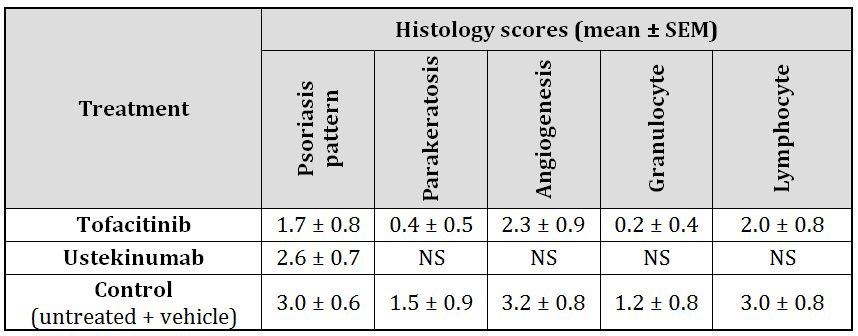 Treatment
Histology scores (mean ± SEM)
Psoriasis
pattern
Parakeratosis
Angiogenesis
Granulocyte
Lymphocyte
Tofacitinib 1.7 ± 0.8 0.4 ± 0.5 2.3 ± 0.9 0.2 ± 0.4 2.0 ± 0.8
Ustekinumab 2.6 ± 0.7 NS NS NS NS
Control
(untreated + vehicle) 3.0 ± 0.6 1.5 ± 0.9 3.2 ± 0.8 1.2 ± 0.8 3.0 ± 0.8